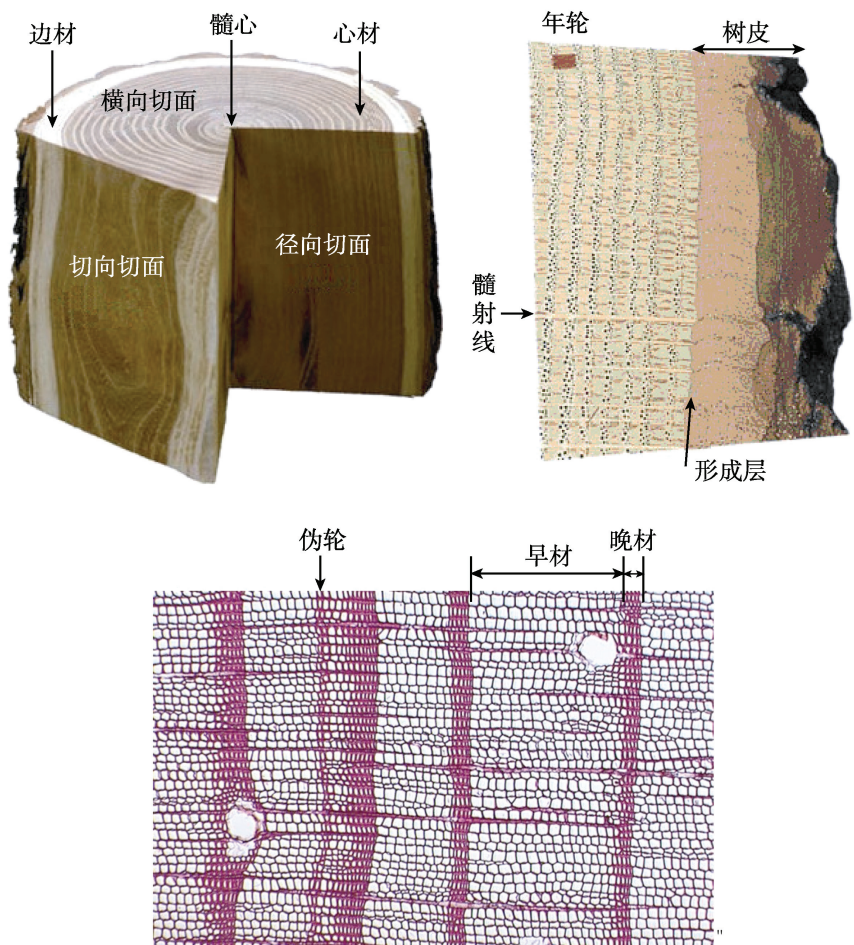 边材
髓心
心材
横向切面
切向切面
径向切面
年轮
树皮
髓
射
线
形成层
伪轮
早材
晚材
"